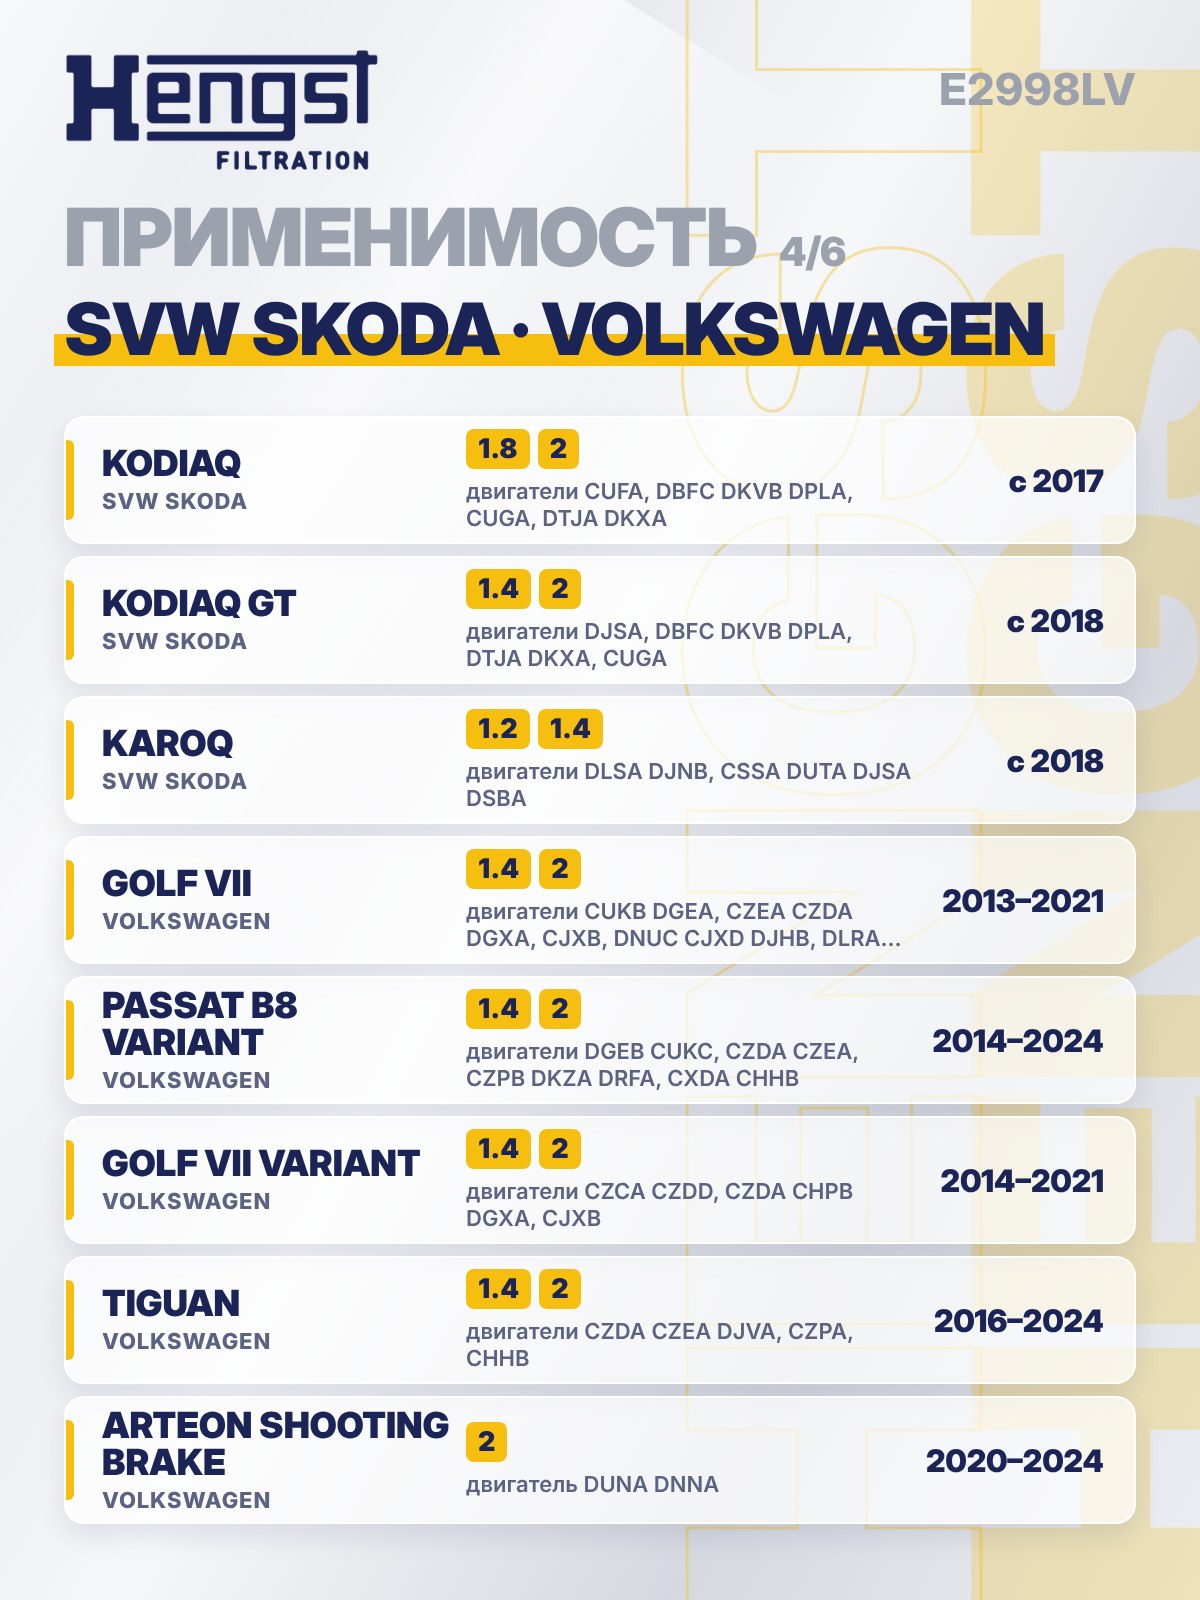 Hengst
FILTRATION
E2998LV
ПРИМЕНИМОСТЬ 4/6
SVW SKODA · VOLKSWAGEN
KODIAQ
SVW SKODA
1.8 2
двигатели CUFA, DBFC DKVB DPLA,
CUGA, DTJA DKXA
с 2017
KODIAQ GT
SVW SKODA
1.4 2
двигатели DJSA, DBFC DKVB DPLA,
DTJA DKXA, CUGA
с 2018
KAROQ
SVW SKODA
1.2 1.4
двигатели DLSA DJNB, CSSA DUTA DJSA
DSBA
с 2018
GOLF VII
VOLKSWAGEN
1.4 2
двигатели CUKB DGEA, CZEA CZDA
DGXA, CJXB, DNUC CJXD DJHB, DLRA...
2013–2021
PASSAT B8
VARIANT
VOLKSWAGEN
1.4 2
двигатели DGEB CUKC, CZDA CZEA,
CZPB DKZA DRFA, CXDA CHHB
2014–2024
GOLF VII VARIANT
VOLKSWAGEN
1.4 2
двигатели CZCA CZDD, CZDA CHPB
DGXA, CJXB
2014–2021
TIGUAN
VOLKSWAGEN
1.4 2
двигатели CZDA CZEA DJVA, CZPA,
CHHB
2016–2024
ARTEON SHOOTING
BRAKE
VOLKSWAGEN
2
двигатель DUNA DNNA
2020–2024
HENGST